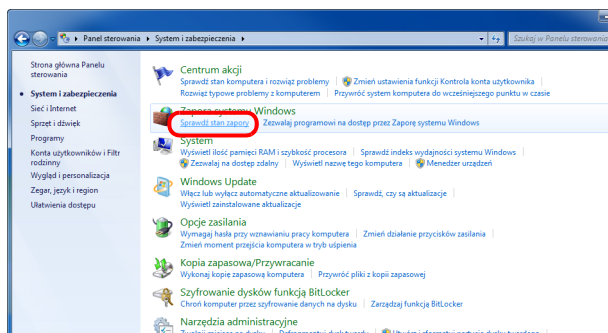 Panel sterowania ▸ System i zabezpieczenia ▸
Szukaj w Panelu sterowania
Strona główna Panelu
sterowania
System i zabezpieczenia
Sieć i Internet
Sprzęt i dźwięk
Programy
Konta użytkowników i Filtr
rodzinny
Wygląd i personalizacja
Zegar, język i region
Ułatwienia dostępu
Centrum akcji
Sprawdź stan komputera i rozwiąż problemy | Zmień ustawienia funkcji Kontrola konta użytkownika |
Rozwiąż typowe problemy z komputerem | Przywróć system komputera do wcześniejszego punktu w czasie
Zapora systemu Windows
Sprawdź stan zapory | Zezwalaj programowi na dostęp przez Zaporę systemu Windows
System
Wyświetl ilość pamięci RAM i szybkość procesora | Sprawdź indeks wydajności systemu Windows |
Zezwalaj na dostęp zdalny | Wyświetl nazwę tego komputera | Menedżer urządzeń
Windows Update
Włącz lub wyłącz automatyczne aktualizowanie | Sprawdź, czy są aktualizacje |
Wyświetl zainstalowane aktualizacje
Opcje zasilania
Wymagaj hasła przy wznawianiu pracy komputera | Zmień działanie przycisków zasilania |
Zmień moment przejścia komputera w tryb uśpienia
Kopia zapasowa/Przywracanie
Wykonaj kopię zapasową komputera | Przywróć pliki z kopii zapasowej
Szyfrowanie dysków funkcją BitLocker
Chroń komputer przez szyfrowanie danych na dysku | Zarządzaj funkcją BitLocker
Narzędzia administracyjne